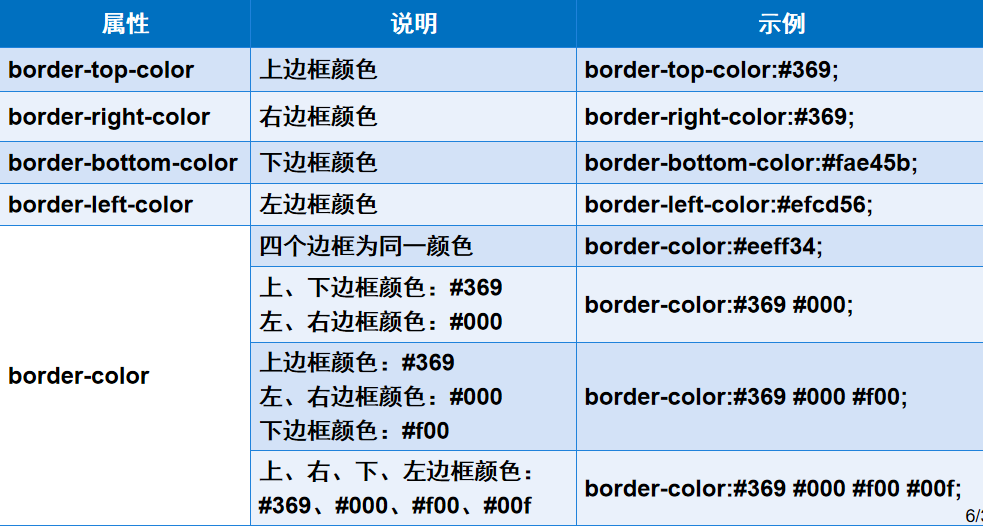 属性 说明 示例
border-top-color 上边框颜色 border-top-color:#369;
border-right-color 右边框颜色 border-right-color:#369;
border-bottom-color 下边框颜色 border-bottom-color:#fae45b;
border-left-color 左边框颜色 border-left-color:#efcd56;
border-color
四个边框为同一颜色 border-color:#eeff34;
上、下边框颜色：#369
左、右边框颜色：#000
border-color:#369 #000;
上边框颜色：#369
左、右边框颜色：#000
下边框颜色：#f00
border-color:#369 #000 #f00;
上、右、下、左边框颜色：
#369、#000、#f00、#00f
border-color:#369 #000 #f00 #00f;